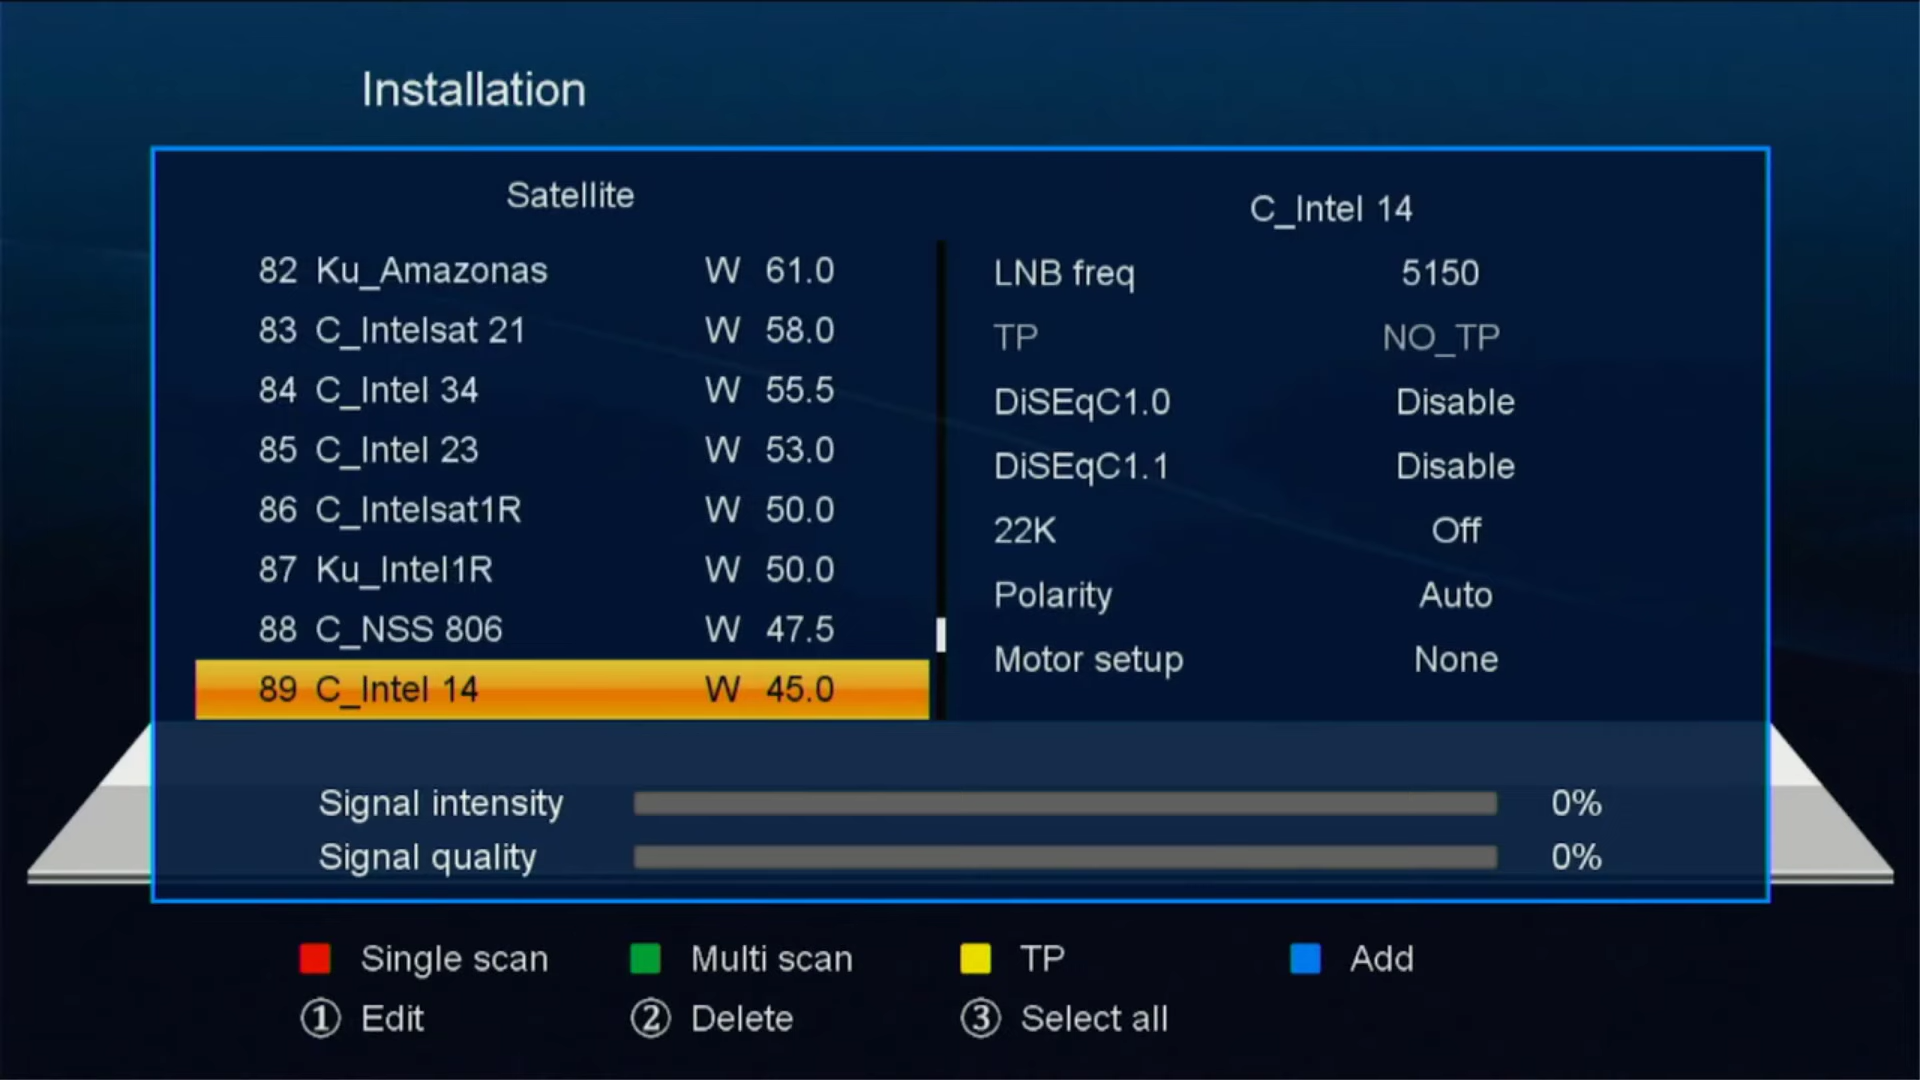 Installation
Satellite
82 Ku_Amazonas W 61.0
83 C_Intelsat 21 W 58.0
84 C_Intel 34 W 55.5
85 C_Intel 23 W 53.0
86 C_Intelsat1R W 50.0
87 Ku_Intel1R W 50.0
88 C_NSS 806 W 47.5
89 C_Intel 14 W 45.0
C_Intel 14
LNB freq 5150
TP NO_TP
DiSEqC1.0 Disable
DiSEqC1.1 Disable
22K Off
Polarity Auto
Motor setup None
Signal intensity 0%
Signal quality 0%
Single scan Multi scan TP Add
① Edit ② Delete ③ Select all